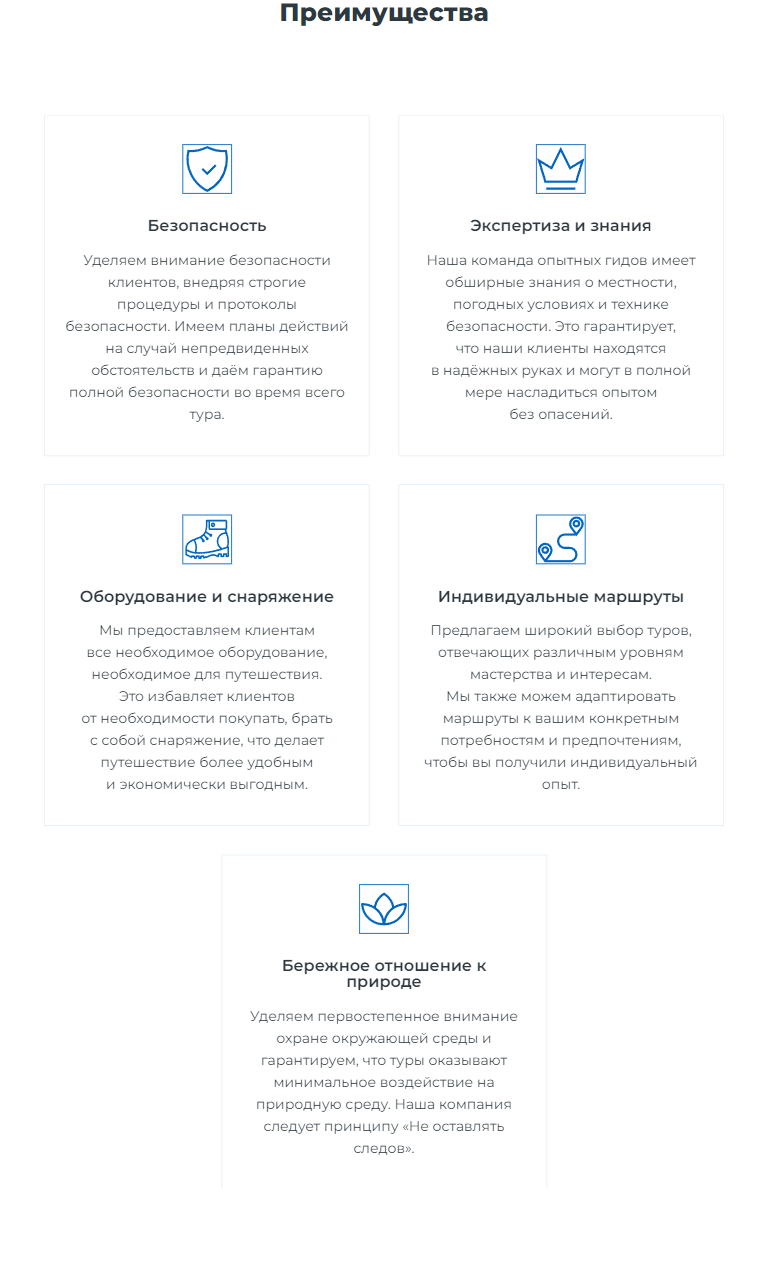 Преимущества
Безопасность
Уделяем внимание безопасности
клиентов, внедряя строгие
процедуры и протоколы
безопасности. Имеем планы действий
на случай непредвиденных
обстоятельств и даём гарантию
полной безопасности во время всего
тура.
Экспертиза и знания
Наша команда опытных гидов имеет
обширные знания о местности,
погодных условиях и технике
безопасности. Это гарантирует,
что наши клиенты находятся
в надёжных руках и могут в полной
мере насладиться опытом
без опасений.
Оборудование и снаряжение
Мы предоставляем клиентам
все необходимое оборудование,
необходимое для путешествия.
Это избавляет клиентов
от необходимости покупать, брать
с собой снаряжение, что делает
путешествие более удобным
и экономически выгодным.
Индивидуальные маршруты
Предлагаем широкий выбор туров,
отвечающих различным уровням
мастерства и интересам.
Мы также можем адаптировать
маршруты к вашим конкретным
потребностям и предпочтениям,
чтобы вы получили индивидуальный
опыт.
Бережное отношение к
природе
Уделяем первостепенное внимание
охране окружающей среды и
гарантируем, что туры оказывают
минимальное воздействие на
природную среду. Наша компания
следует принципу «Не оставлять
следов».